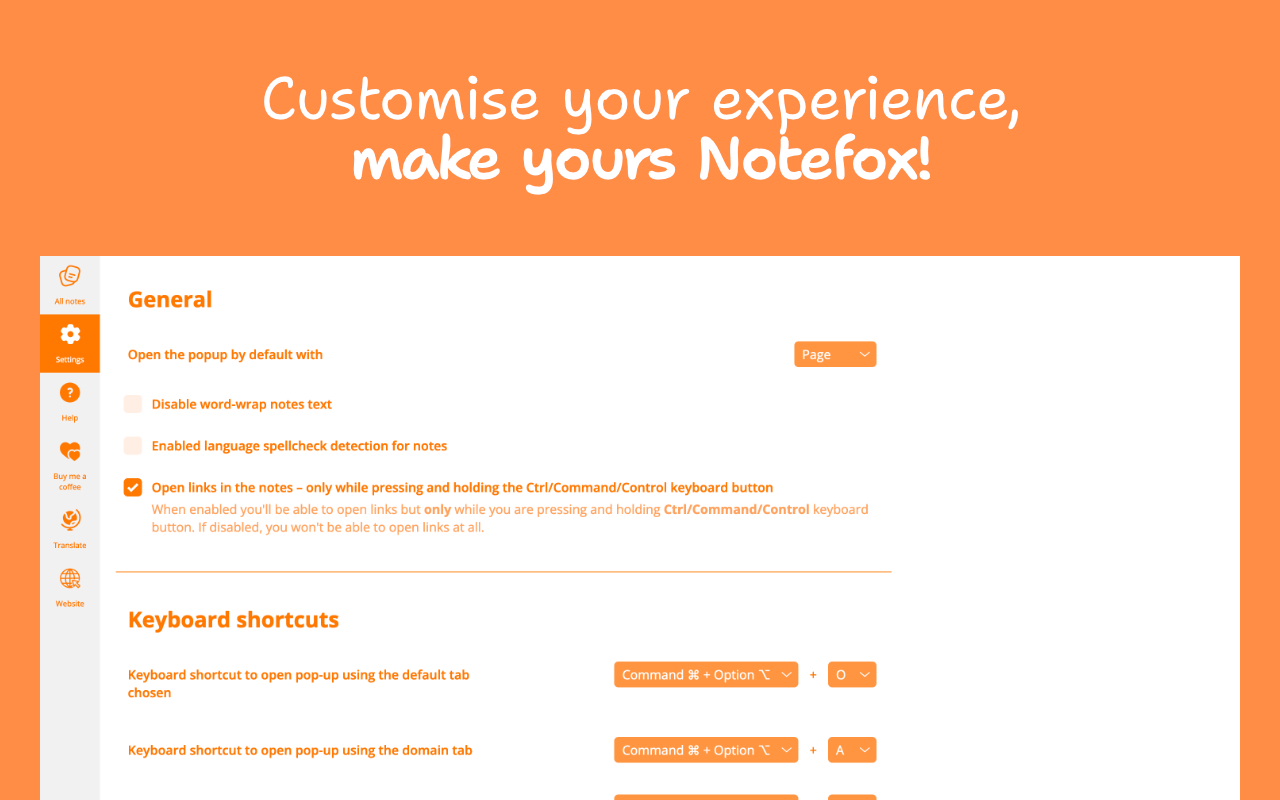 Customise your experience,
make yours Notefox!
All notes
Settings
Help
Buy me a
coffee
Translate
Website
General
Open the popup by default with
Page
Disable word-wrap notes text
Enabled language spellcheck detection for notes
Open links in the notes – only while pressing and holding the Ctrl/Command/Control keyboard button
When enabled you'll be able to open links but only while you are pressing and holding Ctrl/Command/Control keyboard
button. If disabled, you won't be able to open links at all.
Keyboard shortcuts
Keyboard shortcut to open pop-up using the default tab
chosen
Command ⌘ + Option ⌥ + O
Keyboard shortcut to open pop-up using the domain tab
Command ⌘ + Option ⌥ + A